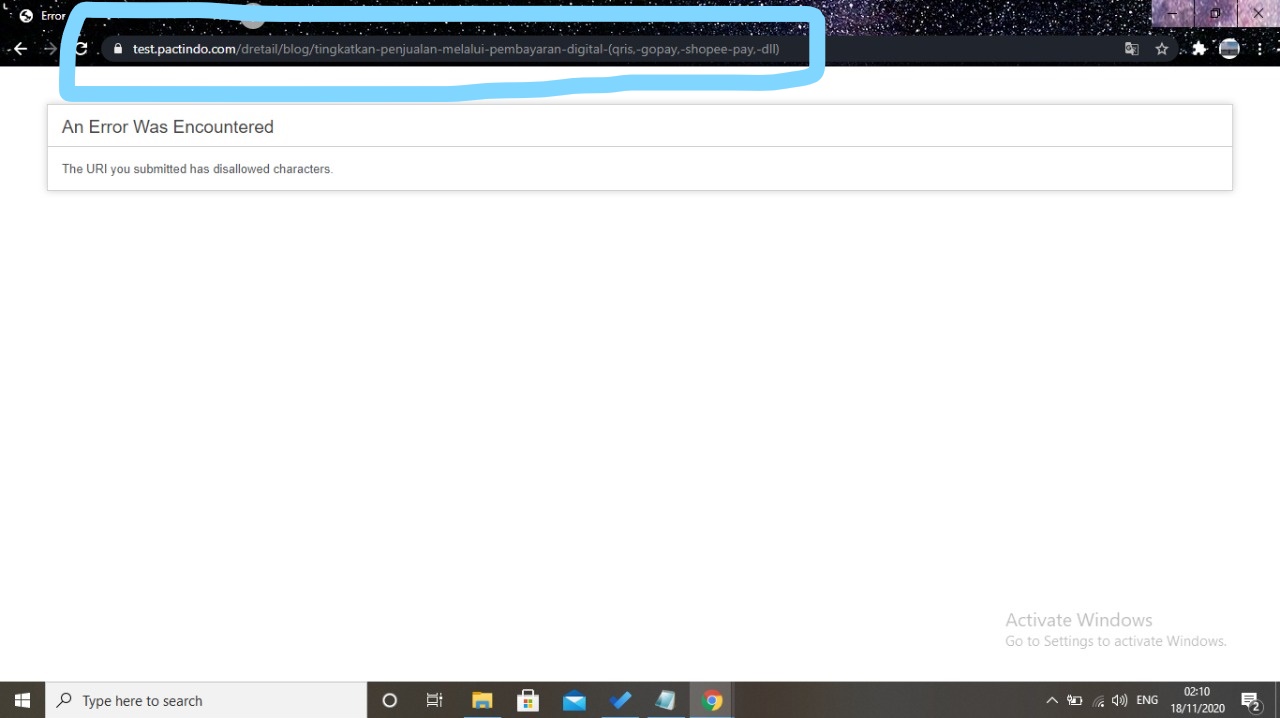 Error
test.pactindo.com/dretail/blog/tingkatkan-penjualan-melalui-pembayaran-digital-(qris,-gopay,-shopee-pay,-dll)
An Error Was Encountered
The URI you submitted has disallowed characters.
Activate Windows
Go to Settings to activate Windows.
Type here to search
ENG
02:10
18/11/2020
2